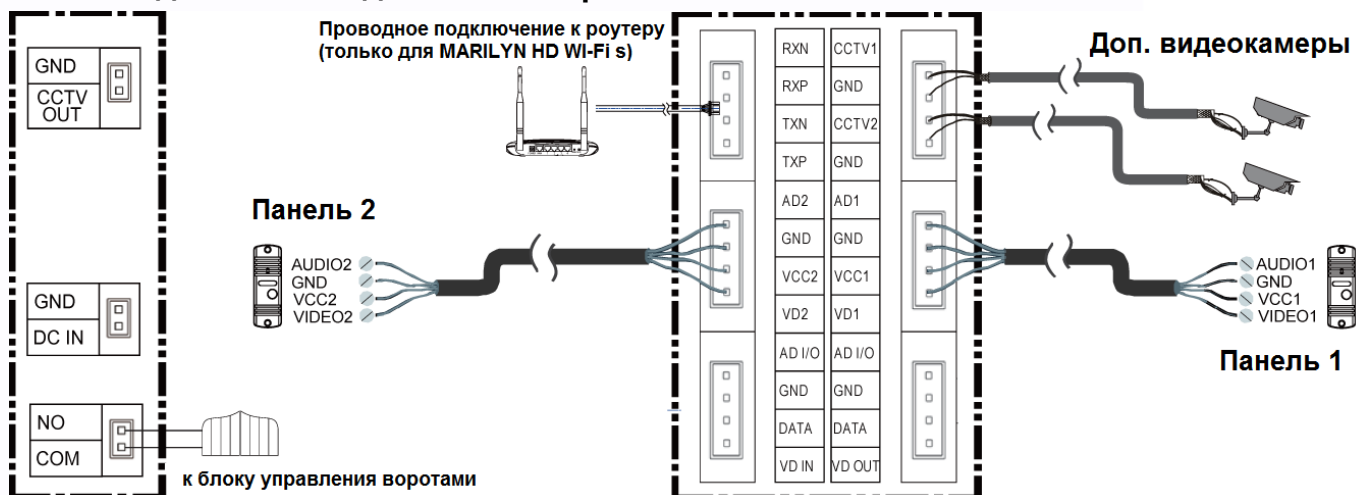 Проводное подключение к роутеру
(только для MARILYN HD WI-Fi s)
GND
CCTV
OUT
GND
DC IN
NO
COM
к блоку управления воротами
Панель 2
AUDIO2
GND
VCC2
VIDEO2
RXN CCTV1
RXP GND
TXN CCTV2
TXP GND
AD2 AD1
GND GND
VCC2 VCC1
VD2 VD1
AD I/O AD I/O
GND GND
DATA DATA
VD IN VD OUT
Доп. видеокамеры
AUDIO1
GND
VCC1
VIDEO1
Панель 1